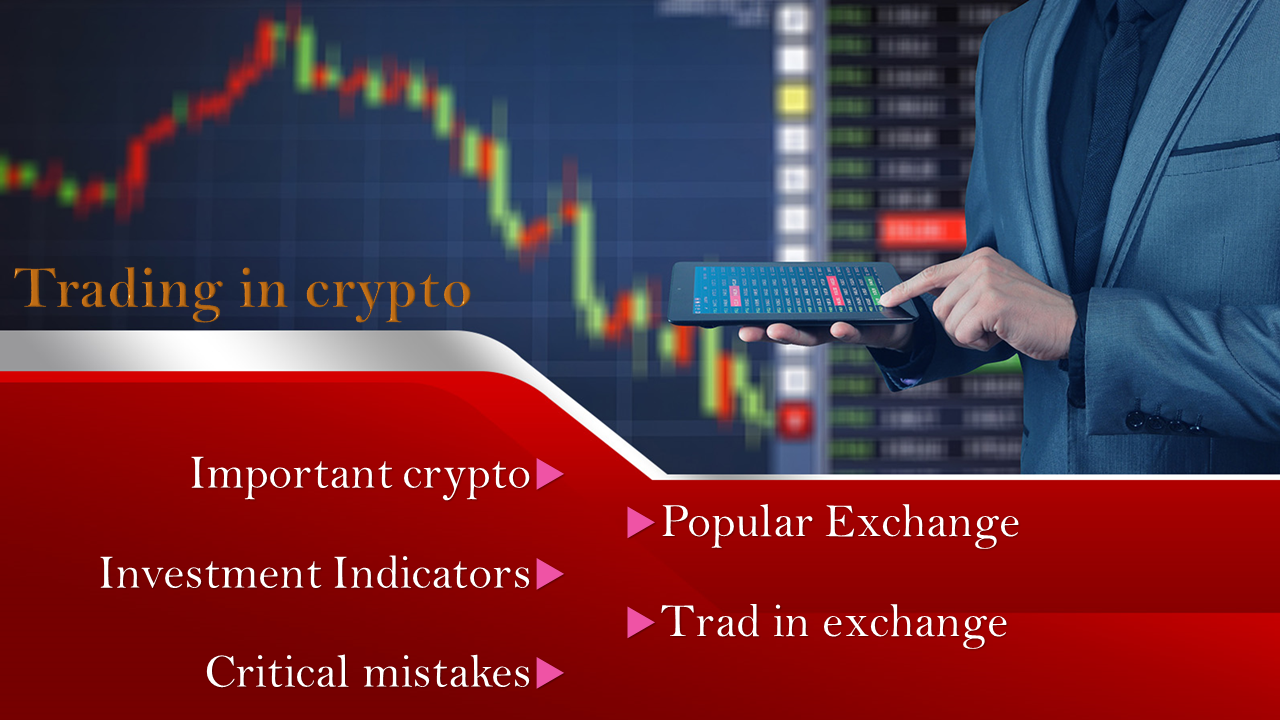 Trading in crypto
Important crypto
Investment Indicators
Critical mistakes
Popular Exchange
Trad in exchange